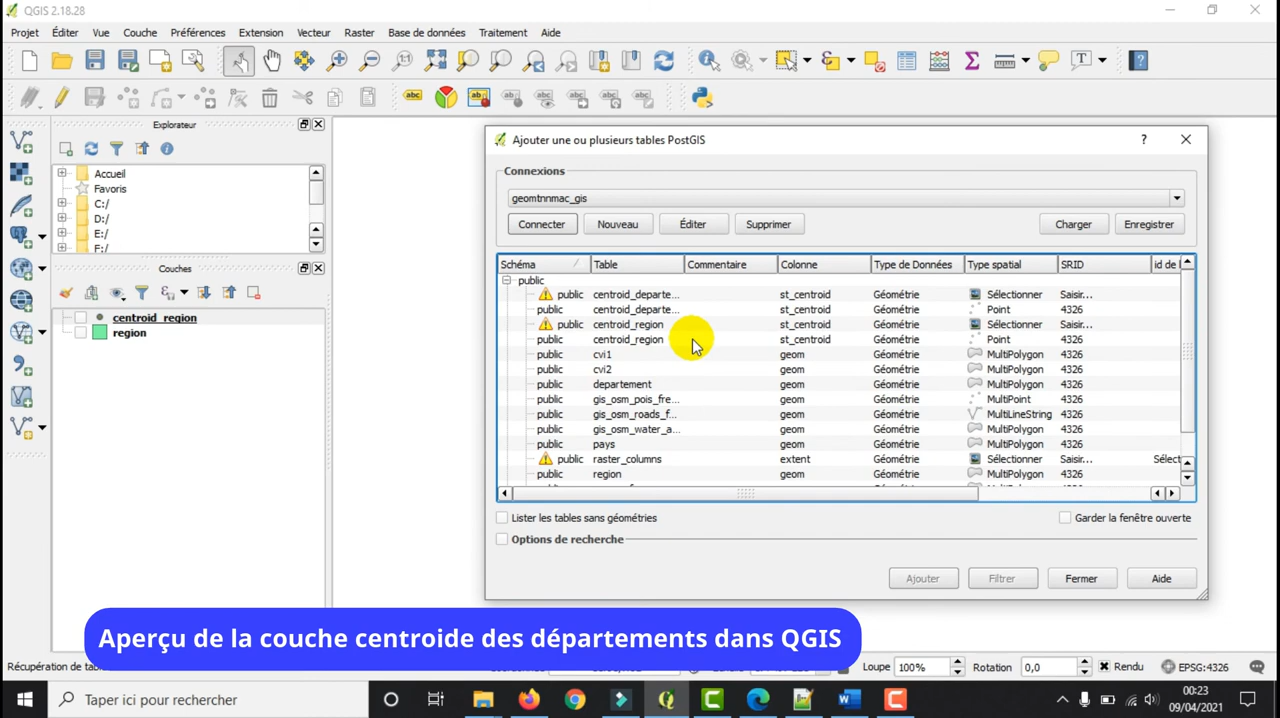 QGIS 2.18.28
Projet Éditer Vue Couche Préférences Extension Vecteur Raster Base de données Traitement Aide
Explorateur
Accueil
Favoris
C:/
D:/
E:/
F:/
Couches
centroid_region
region
Ajouter une ou plusieurs tables PostGIS
Connexions
geomtnnmac_gis
Connecter Nouveau Éditer Supprimer Charger Enregistrer
Schéma Table Commentaire Colonne Type de Données Type spatial SRID
public
public centroid_departe... st_centroid Géométrie Sélectionner Saisir...
public centroid_departe... st_centroid Géométrie Point 4326
public centroid_region st_centroid Géométrie Sélectionner Saisir...
public centroid_region st_centroid Géométrie Point 4326
public cvi1 geom Géométrie MultiPolygon 4326
public cvi2 geom Géométrie MultiPolygon 4326
public departement geom Géométrie MultiPolygon 4326
public gis_osm_pois_fre... geom Géométrie MultiPoint 4326
public gis_osm_roads_f... geom Géométrie MultiLineString 4326
public gis_osm_water_a... geom Géométrie MultiPolygon 4326
public pays geom Géométrie MultiPolygon 4326
public raster_columns extent Géométrie Sélectionner Saisir... Sélect
public region geom Géométrie MultiPolygon 4326
Lister les tables sans géométries Garder la fenêtre ouverte
Options de recherche
Ajouter Filtrer Fermer Aide
Aperçu de la couche centroide des départements dans QGIS
Loupe 100% Rotation 0,0 Rendu EPSG:4326
Taper ici pour rechercher
00:23
09/04/2021